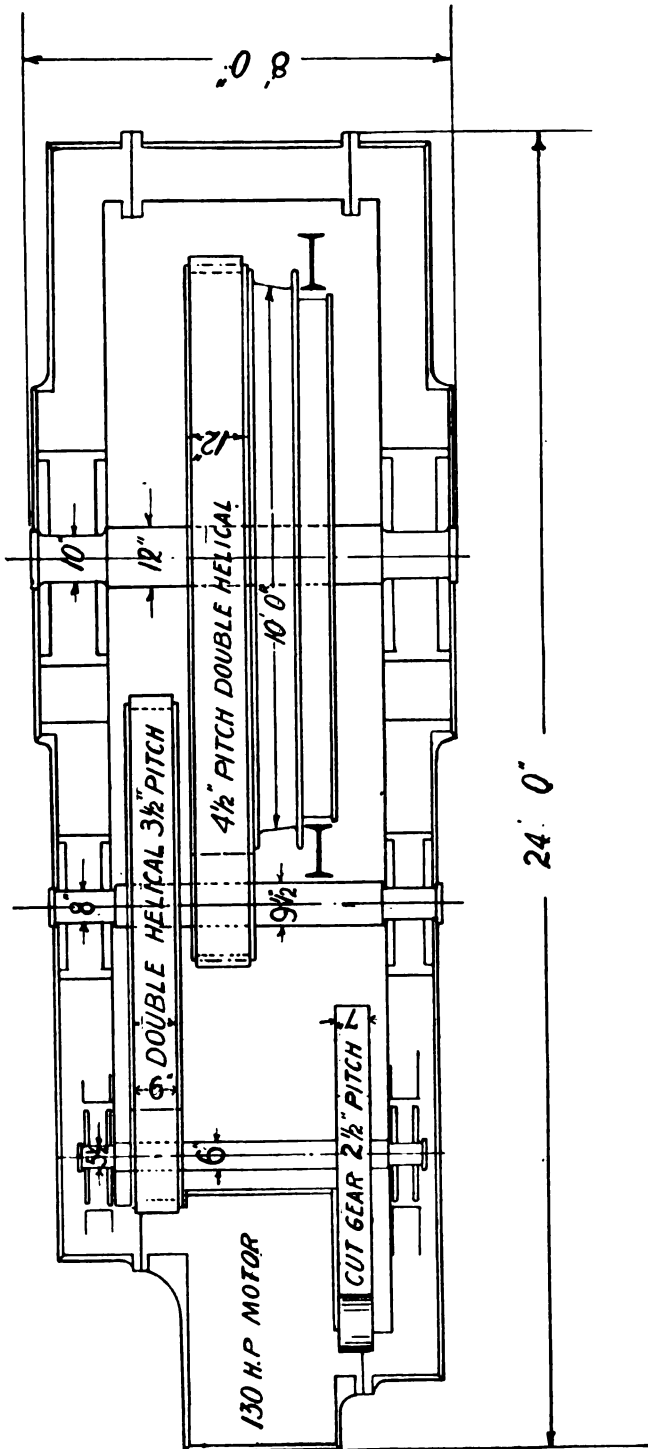 8' 0"
10"
12"
12"
4½" PITCH DOUBLE HELICAL
10' 0"
DOUBLE HELICAL 3½" PITCH
8"
9½
24' 0"
6"
7
6"
CUT GEAR 2½" PITCH
130 H.P MOTOR